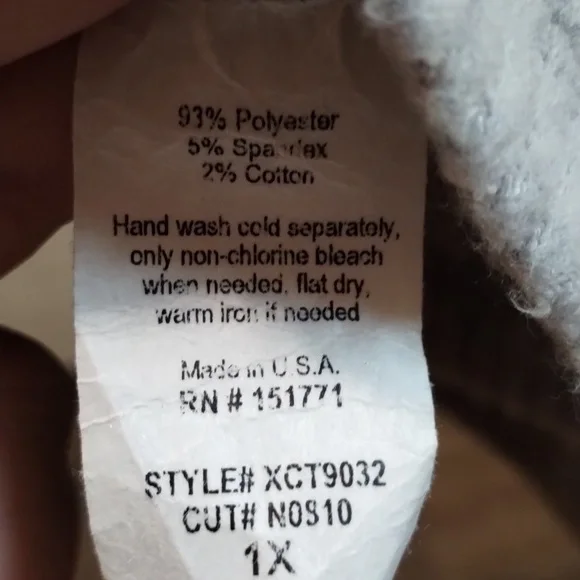 93% Polyester
5% Spandex
2% Cotton
Hand wash cold separately,
only non-chlorine bleach
when needed, flat dry,
warm iron if needed
Made in U.S.A.
RN # 151771
STYLE# XCT9032
CUT# N0810
1X